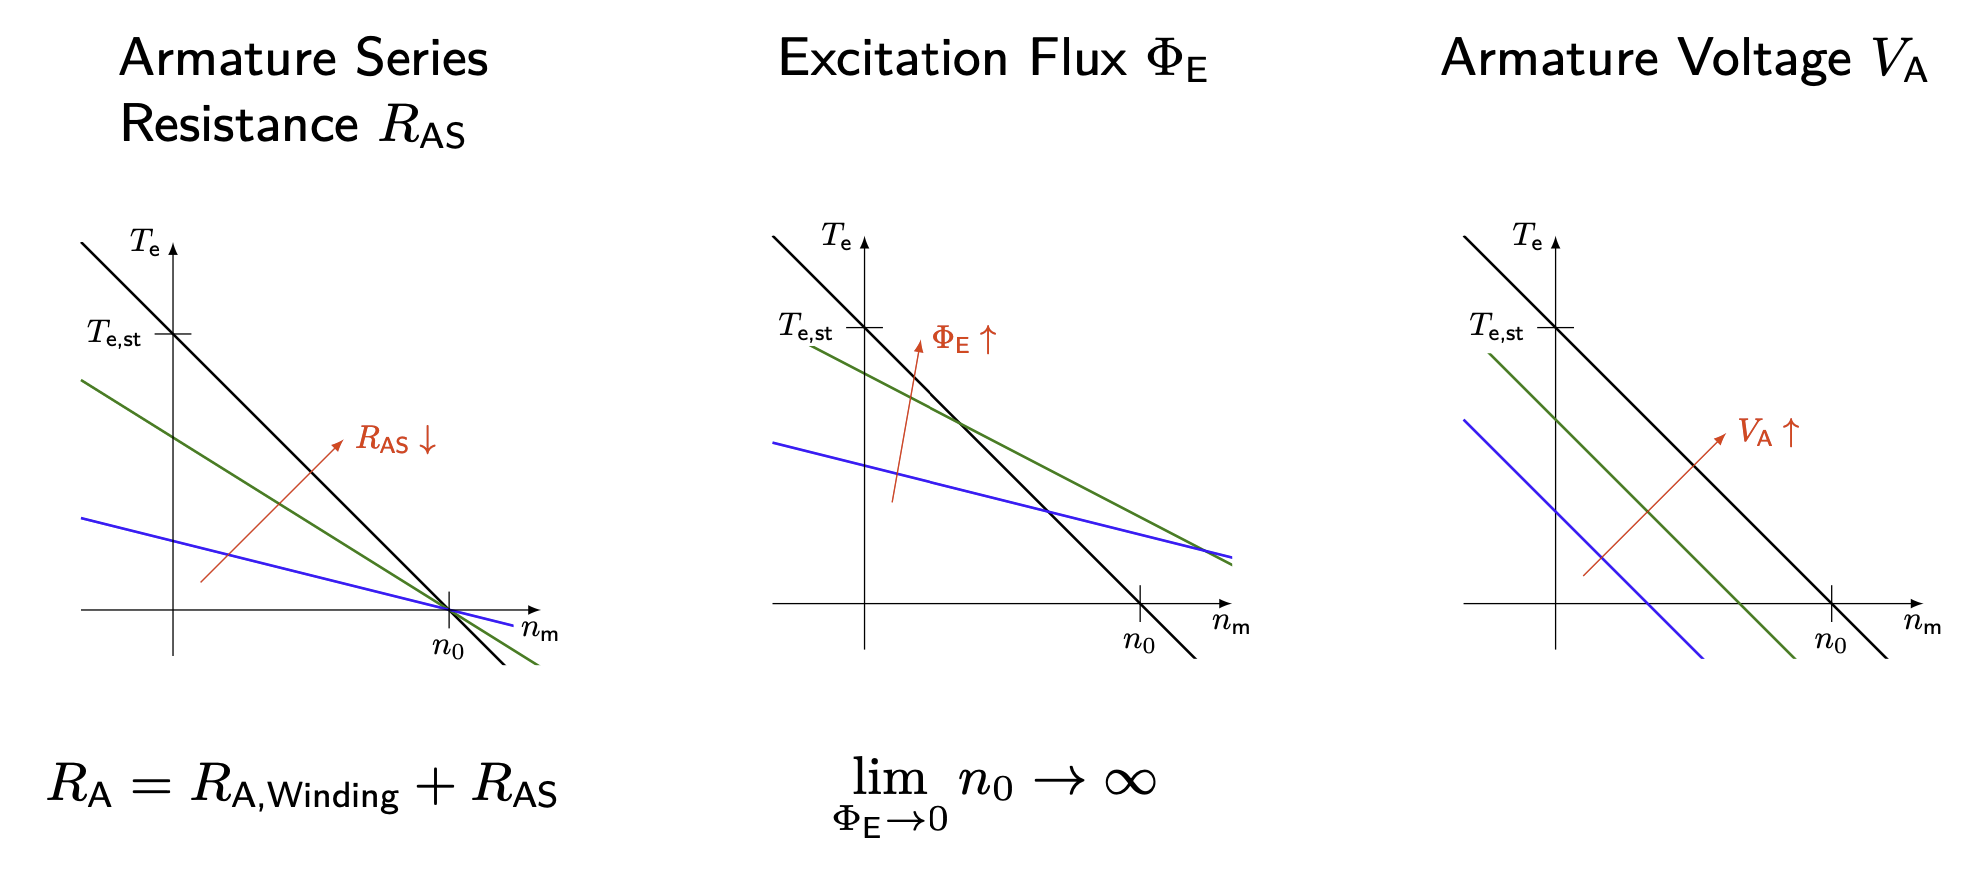 Armature Series
Resistance R_AS
Excitation Flux Φ_E
Armature Voltage V_A
T_e
T_e,st
R_AS ↓
n_0
n_m
T_e
T_e,st
Φ_E ↑
n_0
n_m
T_e
T_e,st
V_A ↑
n_0
n_m
R_A = R_A,Winding + R_AS
lim n_0 → ∞
Φ_E→0